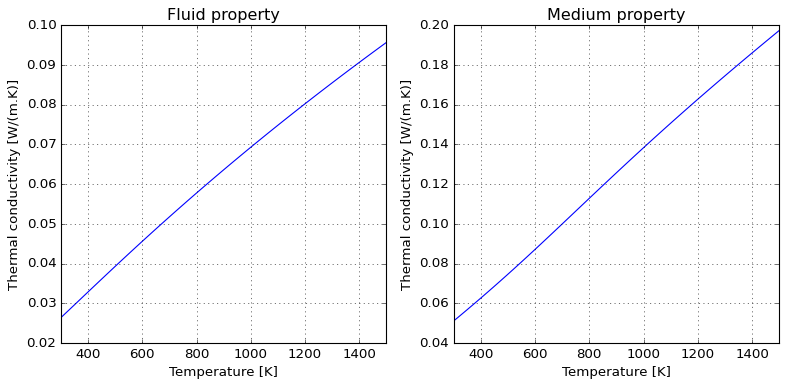 Fluid property
Thermal conductivity [W/(m.K)]
0.10
0.09
0.08
0.07
0.06
0.05
0.04
0.03
0.02
400 600 800 1000 1200 1400
Temperature [K]
Medium property
Thermal conductivity [W/(m.K)]
0.20
0.18
0.16
0.14
0.12
0.10
0.08
0.06
0.04
400 600 800 1000 1200 1400
Temperature [K]